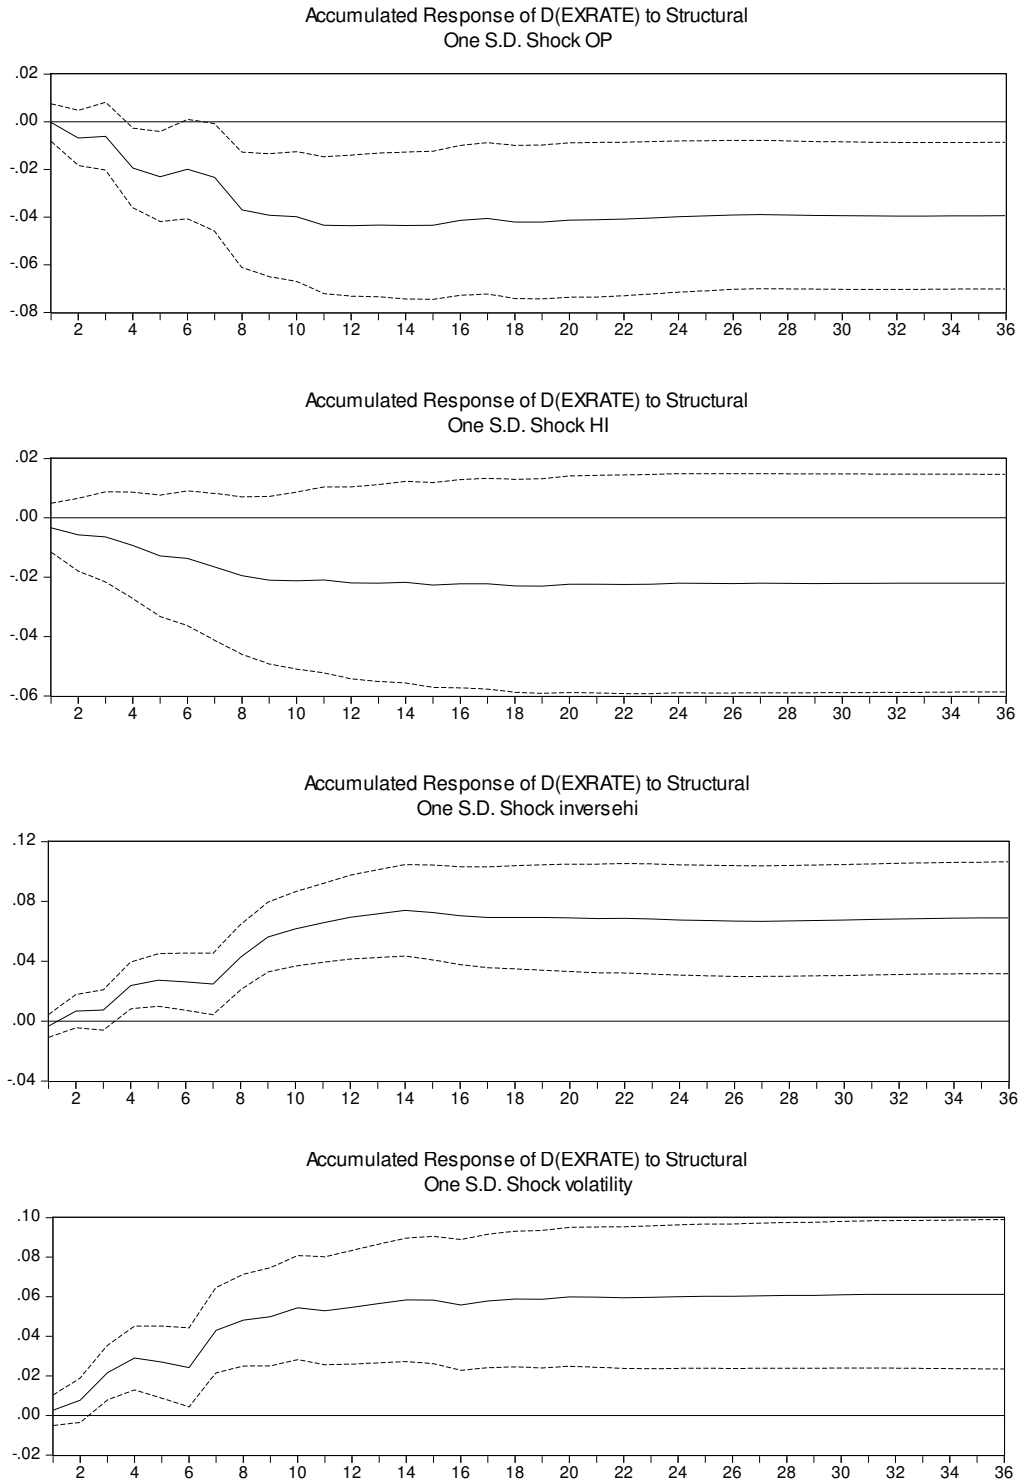 Accumulated Response of D(EXRATE) to Structural
One S.D. Shock OP
.02
.00
-.02
-.04
-.06
-.08
2 4 6 8 10 12 14 16 18 20 22 24 26 28 30 32 34 36
Accumulated Response of D(EXRATE) to Structural
One S.D. Shock HI
.02
.00
-.02
-.04
-.06
2 4 6 8 10 12 14 16 18 20 22 24 26 28 30 32 34 36
Accumulated Response of D(EXRATE) to Structural
One S.D. Shock inversehi
.12
.08
.04
.00
-.04
2 4 6 8 10 12 14 16 18 20 22 24 26 28 30 32 34 36
Accumulated Response of D(EXRATE) to Structural
One S.D. Shock volatility
.10
.08
.06
.04
.02
.00
-.02
2 4 6 8 10 12 14 16 18 20 22 24 26 28 30 32 34 36